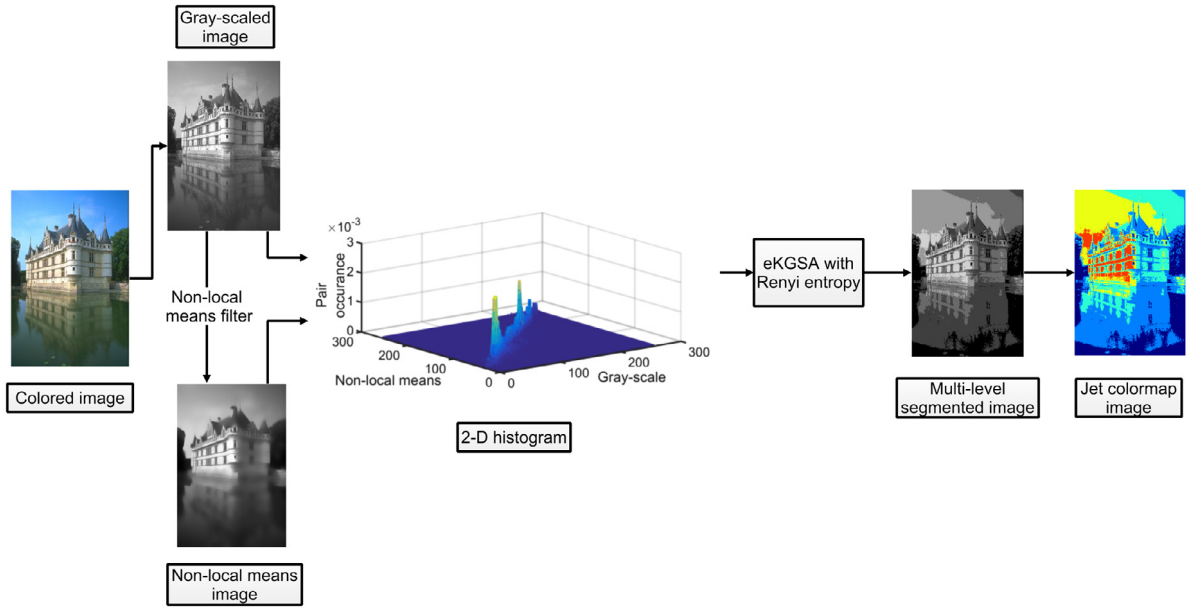 Gray-scaled
image
Non-local
means filter
Colored image
Non-local means
image
×10⁻³
3
2
1
0
Pair
occurance
300
200
100
0
Non-local means
0
100
200
300
Gray-scale
2-D histogram
eKGSA with
Renyi entropy
Multi-level
segmented image
Jet colormap
image